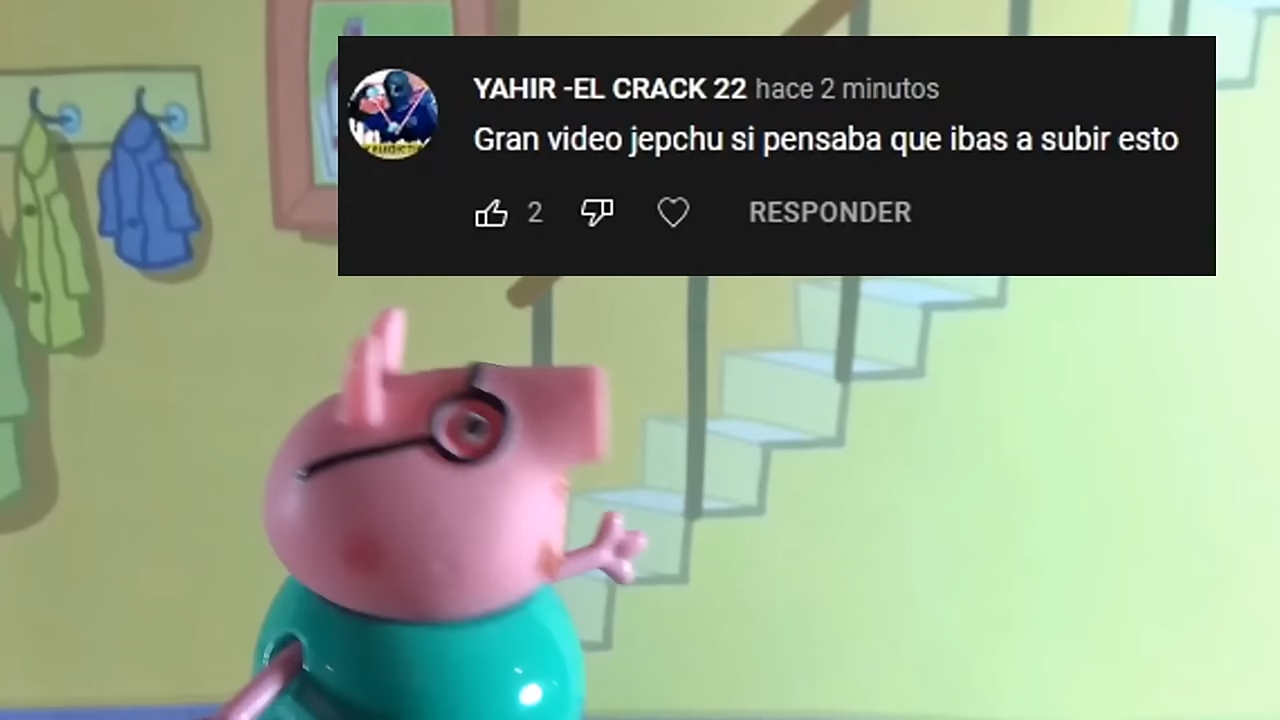 YAHIR -EL CRACK 22 hace 2 minutos
Gran video jepchu si pensaba que ibas a subir esto
2 RESPONDER